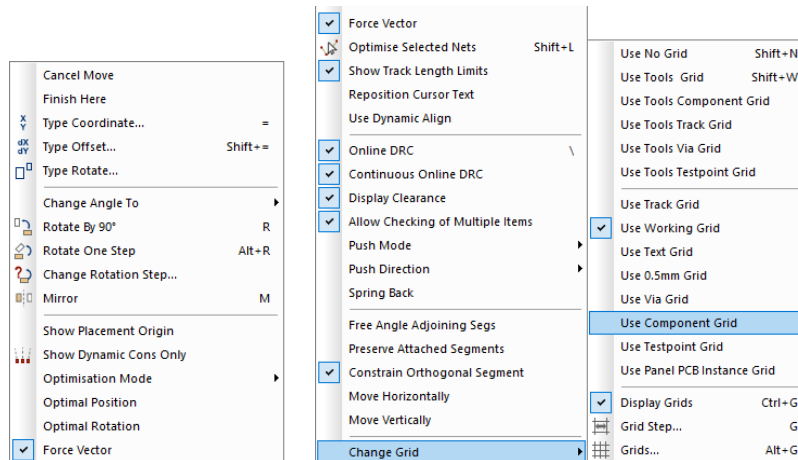 Cancel Move
Finish Here
X Y Type Coordinate... =
dX dY Type Offset... Shift+=
Type Rotate...
Change Angle To
Rotate By 90° R
Rotate One Step Alt+R
Change Rotation Step...
Mirror M
Show Placement Origin
Show Dynamic Cons Only
Optimisation Mode
Optimal Position
Optimal Rotation
Force Vector
Force Vector
Optimise Selected Nets Shift+L
Show Track Length Limits
Reposition Cursor Text
Use Dynamic Align
Online DRC \
Continuous Online DRC
Display Clearance
Allow Checking of Multiple Items
Push Mode
Push Direction
Spring Back
Free Angle Adjoining Segs
Preserve Attached Segments
Constrain Orthogonal Segment
Move Horizontally
Move Vertically
Change Grid
Use No Grid Shift+N
Use Tools Grid Shift+W
Use Tools Component Grid
Use Tools Track Grid
Use Tools Via Grid
Use Tools Testpoint Grid
Use Track Grid
Use Working Grid
Use Text Grid
Use 0.5mm Grid
Use Via Grid
Use Component Grid
Use Testpoint Grid
Use Panel PCB Instance Grid
Display Grids Ctrl+G
Grid Step... G
Grids... Alt+G